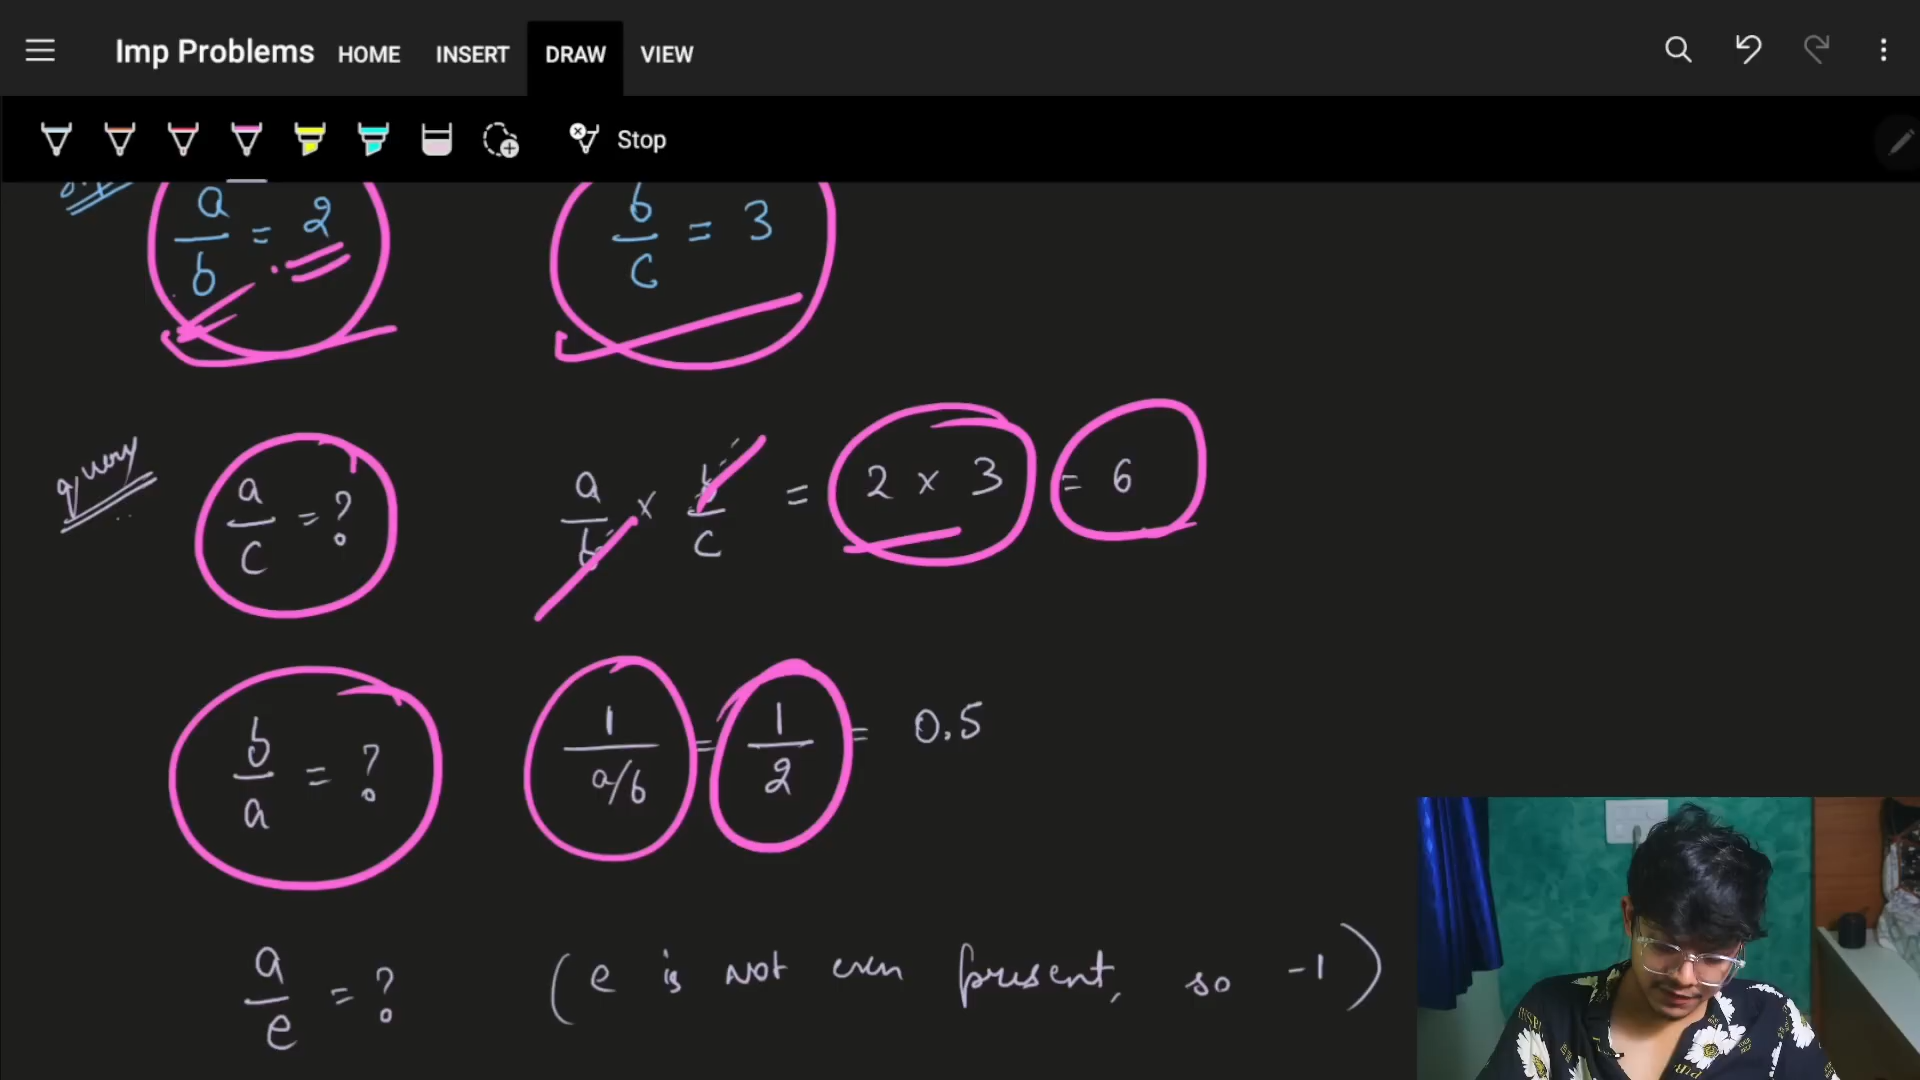 Imp Problems HOME INSERT DRAW VIEW
Stop
a/b = 2 b/c = 3
query
a/c = ? a/b × b/c = 2 × 3 = 6
b/a = ? 1/a/b = 1/2 = 0.5
a/e = ? (e is not even present, so -1)